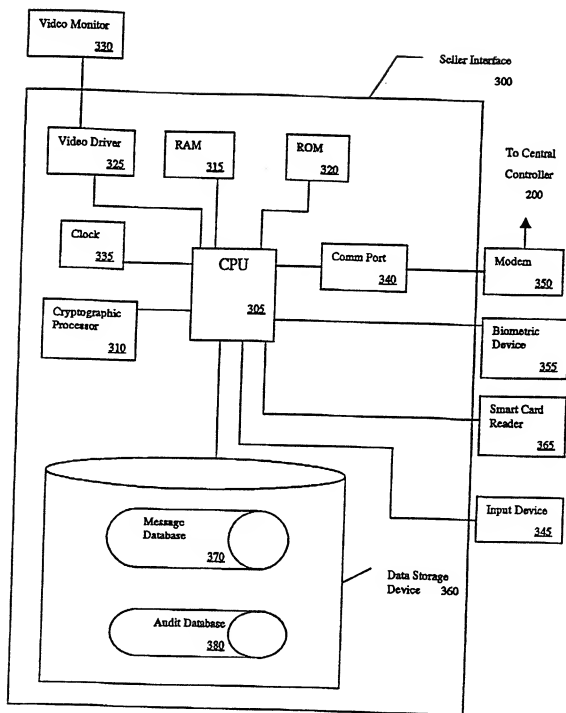 Video Monitor
330
Seller Interface
300
Video Driver
325
RAM
315
ROM
320
To Central
Controller
200
Clock
335
CPU
305
Comm Port
340
Modem
350
Cryptographic
Processor
310
Biometric
Device
355
Smart Card
Reader
365
Input Device
345
Message
Database
370
Data Storage
Device 360
Audit Database
380